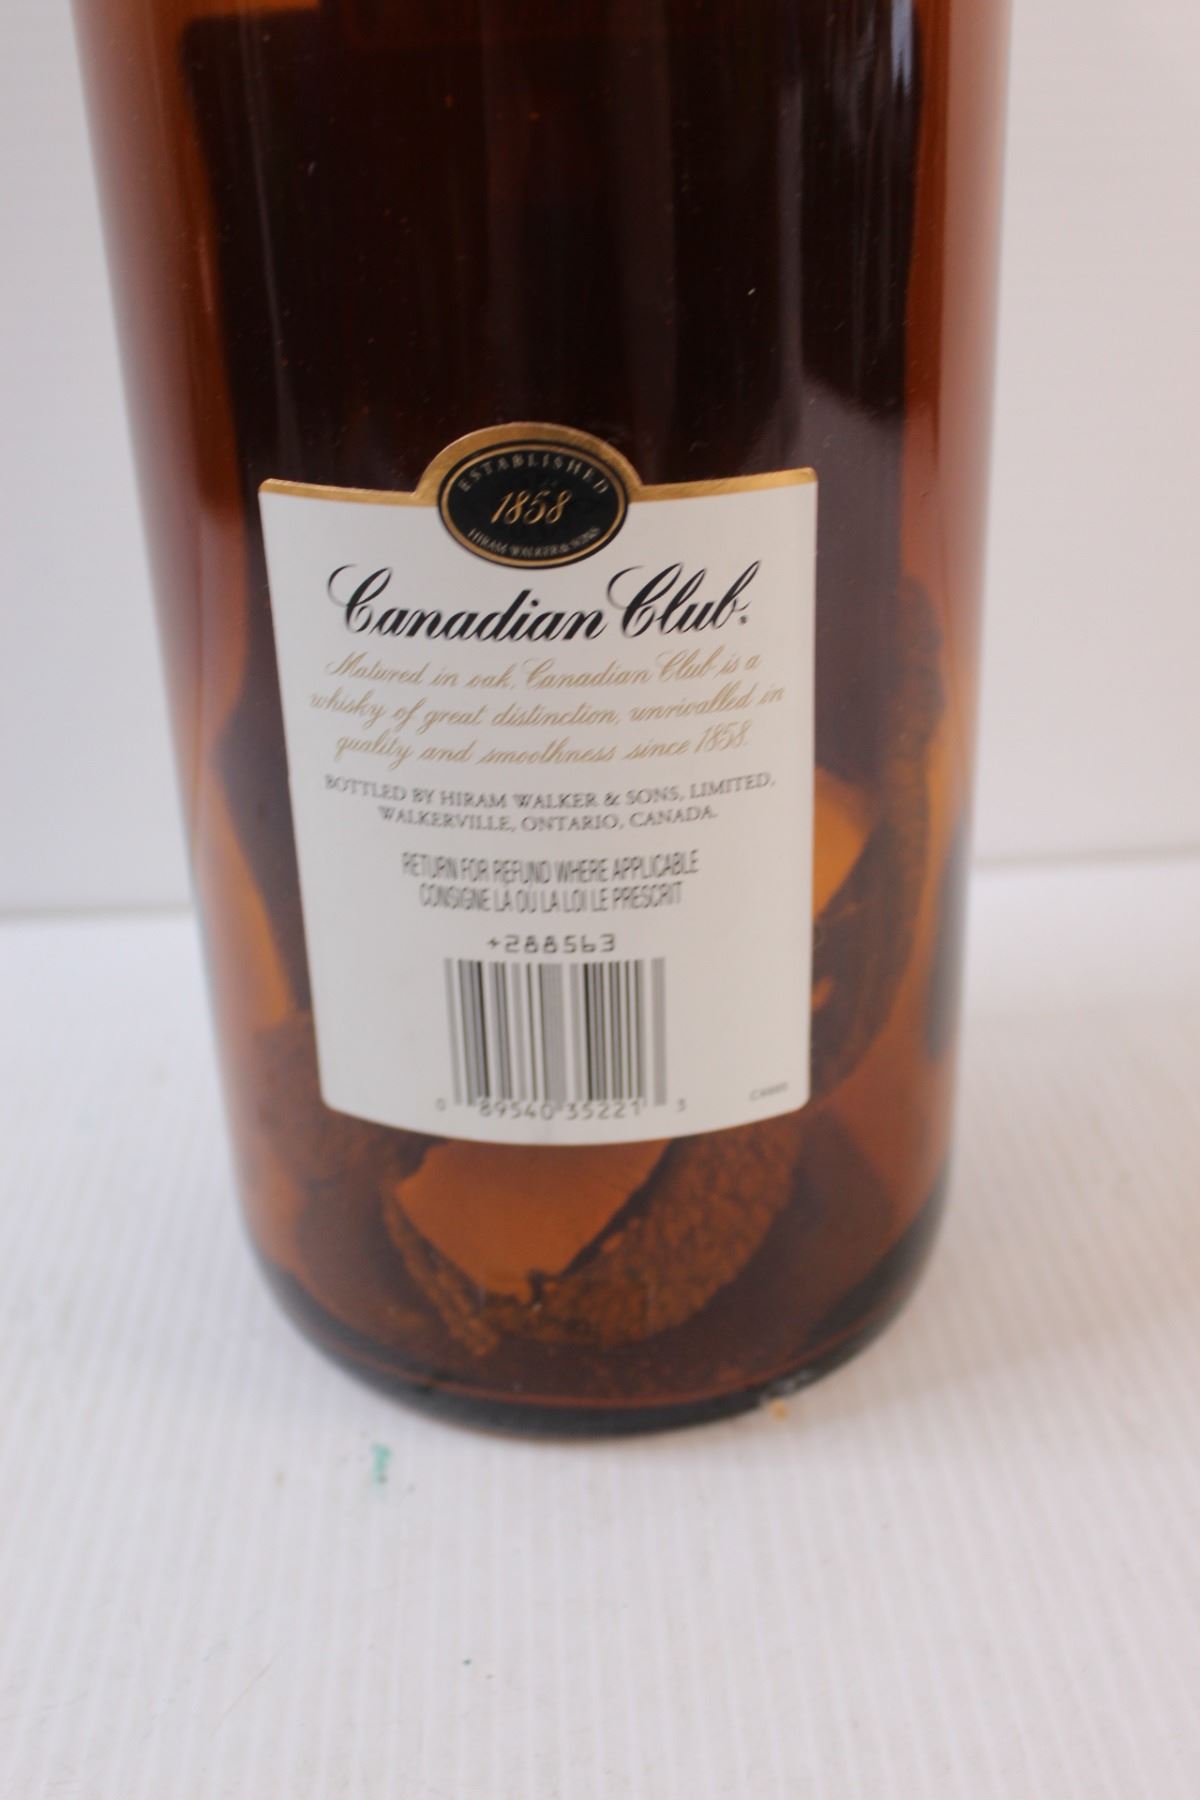 ESTABLISHED
1858
HIRAM WALKER & SONS
Canadian Club®
Matured in oak, Canadian Club is a
whisky of great distinction, unrivalled in
quality and smoothness since 1858.
BOTTLED BY HIRAM WALKER & SONS, LIMITED,
WALKERVILLE, ONTARIO, CANADA.
RETURN FOR REFUND WHERE APPLICABLE
CONSIGNE LA OU LA LOI LE PRESCRIT
+288563
0 89540 35221 3